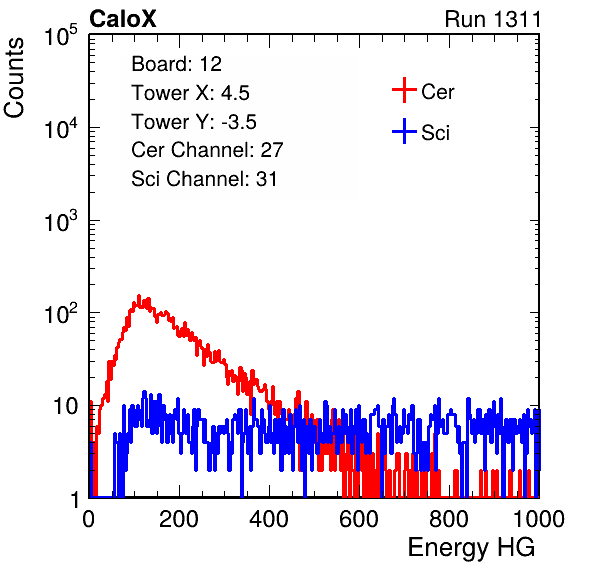 CaloX Run 1311
Counts
10^5
10^4
10^3
10^2
10
1
Board: 12
Tower X: 4.5
Tower Y: -3.5
Cer Channel: 27
Sci Channel: 31
Cer
Sci
0 200 400 600 800 1000
Energy HG